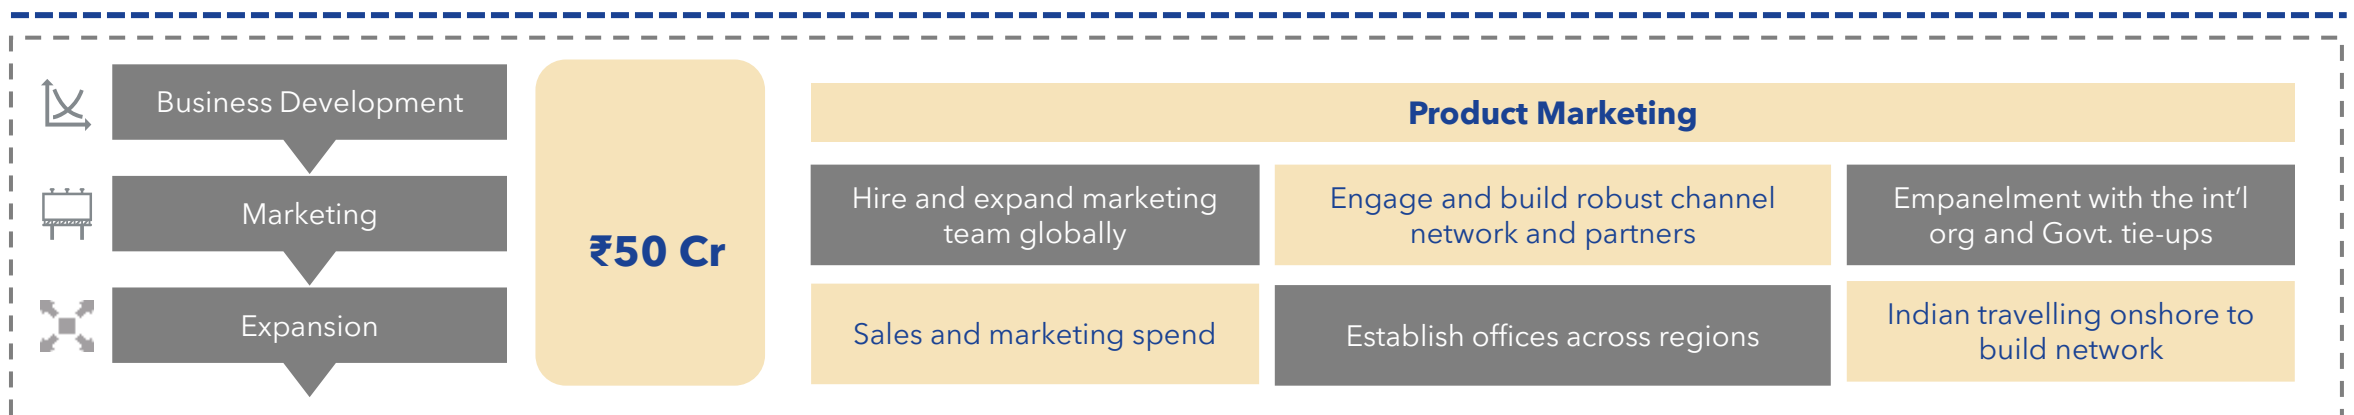 Business Development
Marketing
Expansion
₹50 Cr
Product Marketing
Hire and expand marketing
team globally
Engage and build robust channel
network and partners
Empanelment with the int’l
org and Govt. tie-ups
Sales and marketing spend
Establish offices across regions
Indian travelling onshore to
build network